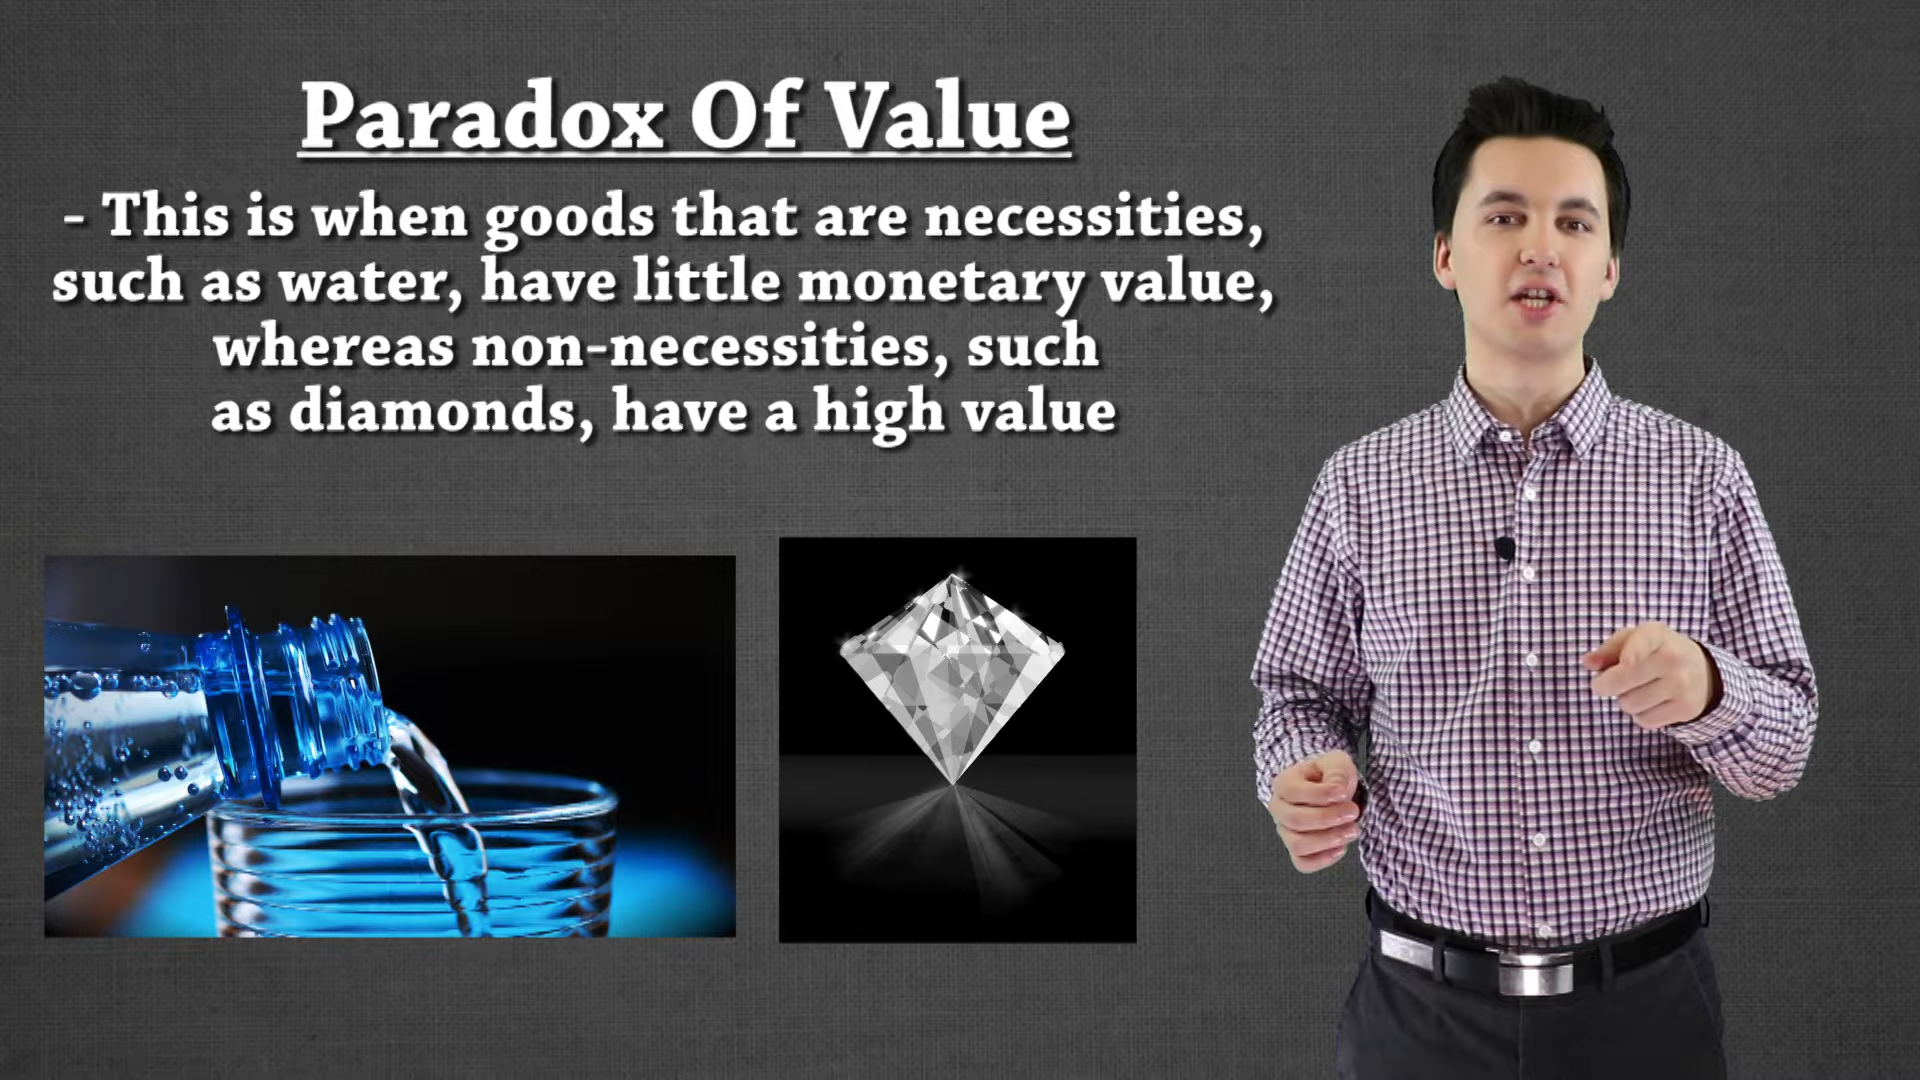 Paradox Of Value
- This is when goods that are necessities,
such as water, have little monetary value,
whereas non-necessities, such
as diamonds, have a high value